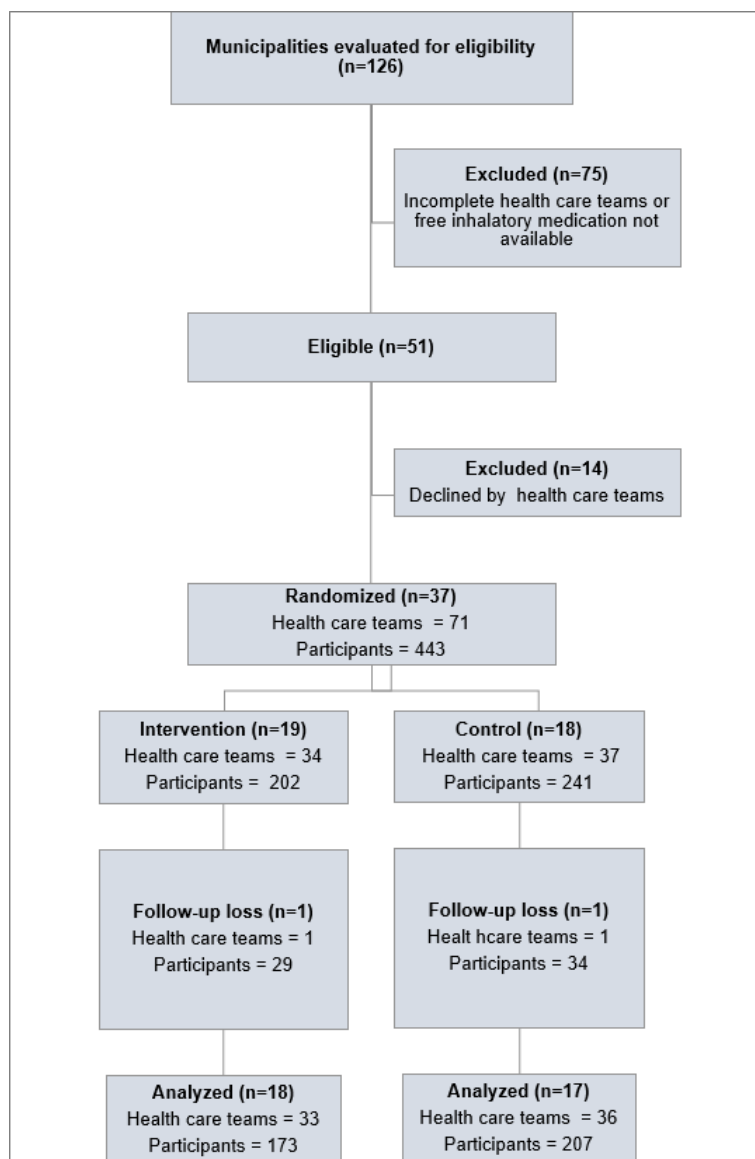 Municipalities evaluated for eligibility
(n=126)
Excluded (n=75)
Incomplete health care teams or
free inhalatory medication not
available
Eligible (n=51)
Excluded (n=14)
Declined by health care teams
Randomized (n=37)
Health care teams = 71
Participants = 443
Intervention (n=19)
Health care teams = 34
Participants = 202
Control (n=18)
Health care teams = 37
Participants = 241
Follow-up loss (n=1)
Health care teams = 1
Participants = 29
Follow-up loss (n=1)
Healt hcare teams = 1
Participants = 34
Analyzed (n=18)
Health care teams = 33
Participants = 173
Analyzed (n=17)
Health care teams = 36
Participants = 207